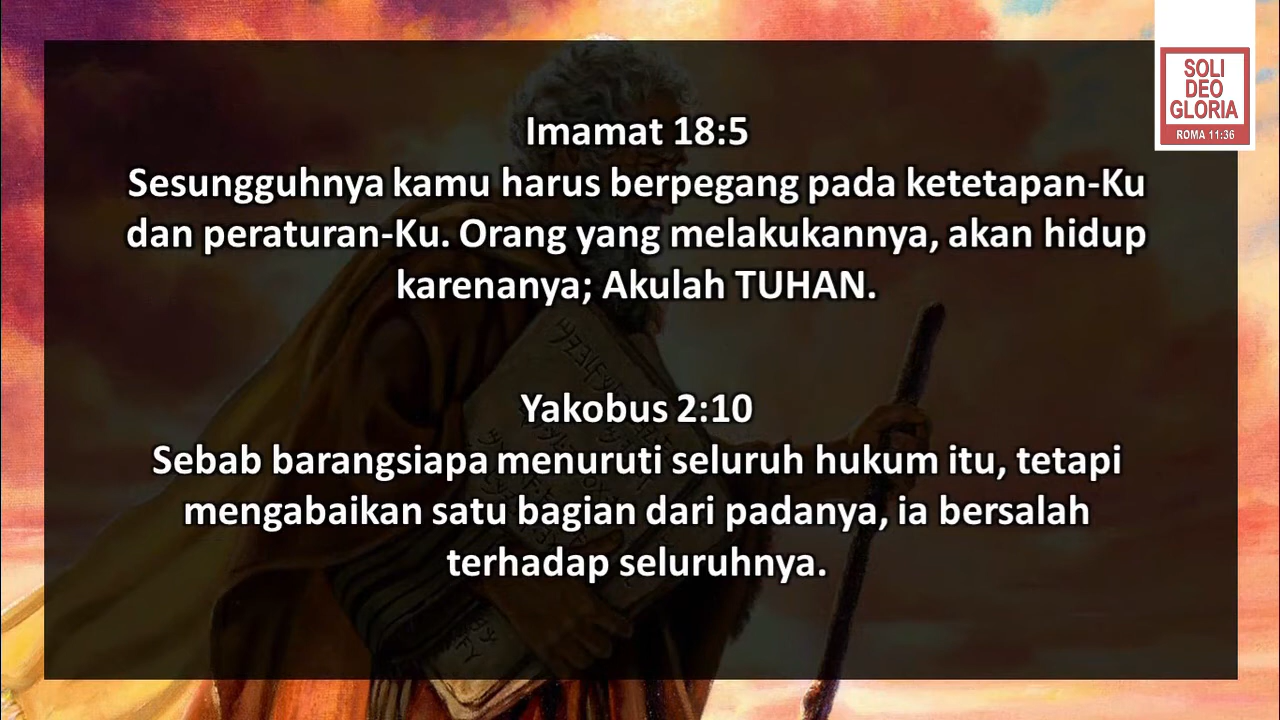 SOLI
DEO
GLORIA
ROMA 11:36
Imamat 18:5
Sesungguhnya kamu harus berpegang pada ketetapan-Ku
dan peraturan-Ku. Orang yang melakukannya, akan hidup
karenanya; Akulah TUHAN.
Yakobus 2:10
Sebab barangsiapa menuruti seluruh hukum itu, tetapi
mengabaikan satu bagian dari padanya, ia bersalah
terhadap seluruhnya.